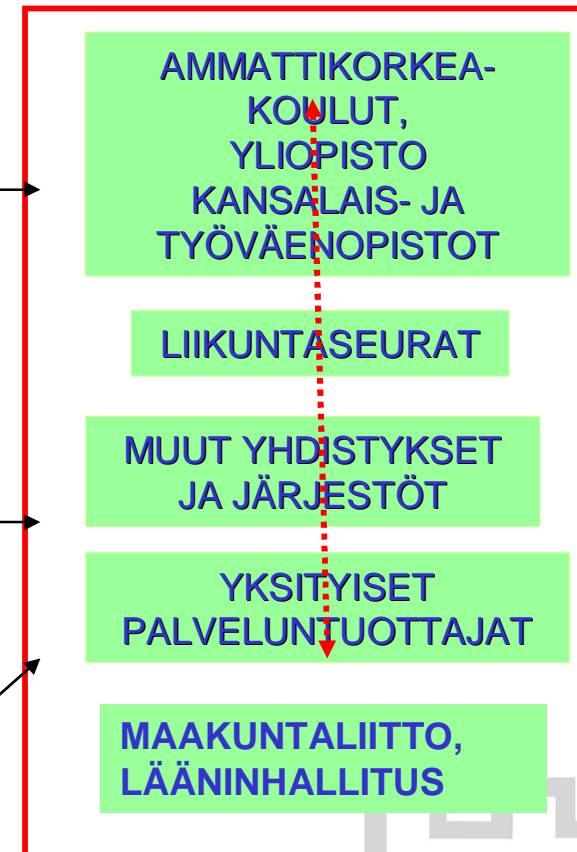 AMMATTIKORKEA-
KOULUT,
YLIOPISTO
KANSALAIS- JA
TYÖVÄENOPISTOT
LIIKUNTASEURAT
MUUT YHDISTYKSET
JA JÄRJESTÖT
YKSITYISET
PALVELUNTUOTTAJAT
MAAKUNTALIITTO,
LÄÄNINHALLITUS